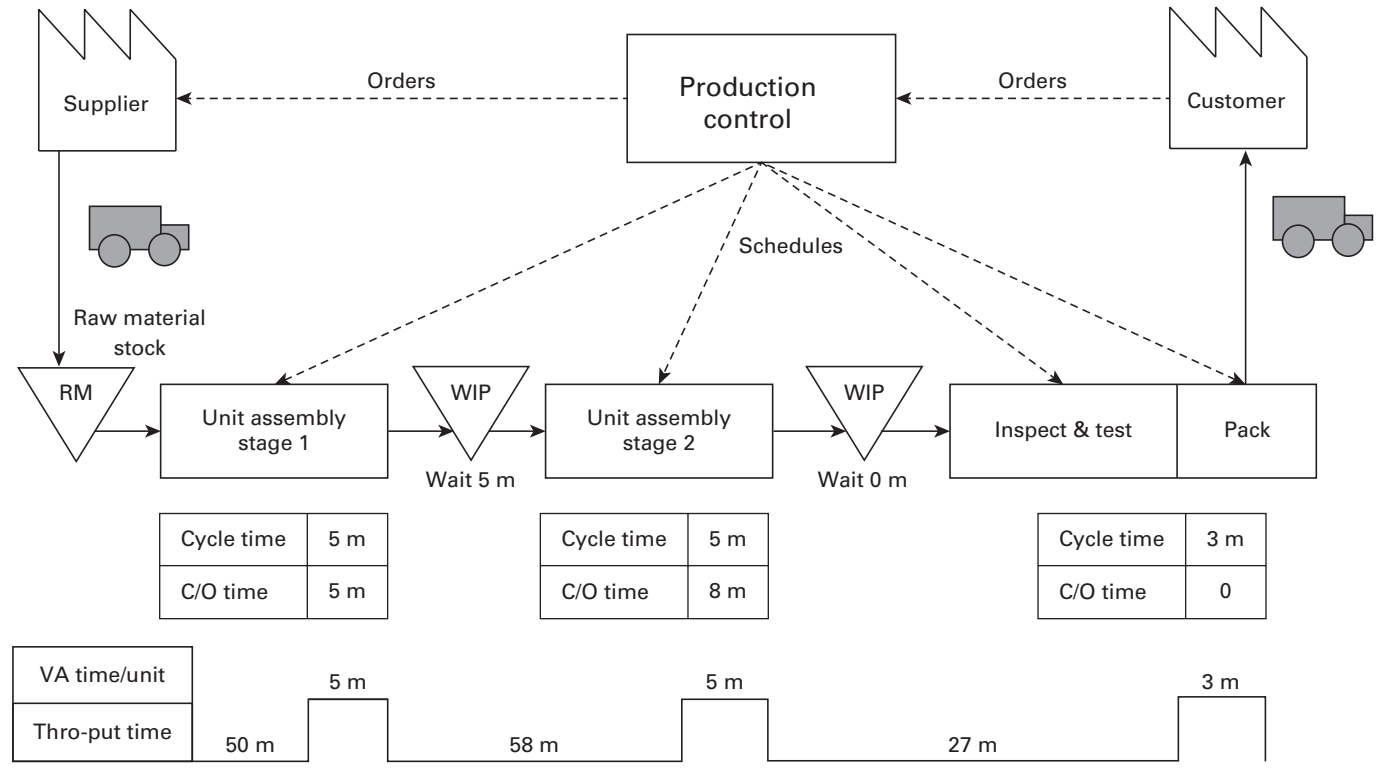 Supplier
Orders
Production
control
Orders
Customer
Schedules
Raw material
stock
RM
Unit assembly
stage 1
WIP
Wait 5 m
Unit assembly
stage 2
WIP
Wait 0 m
Inspect & test
Pack
Cycle time 5 m
C/O time 5 m
Cycle time 5 m
C/O time 8 m
Cycle time 3 m
C/O time 0
VA time/unit
5 m
5 m
3 m
Thro-put time
50 m
58 m
27 m